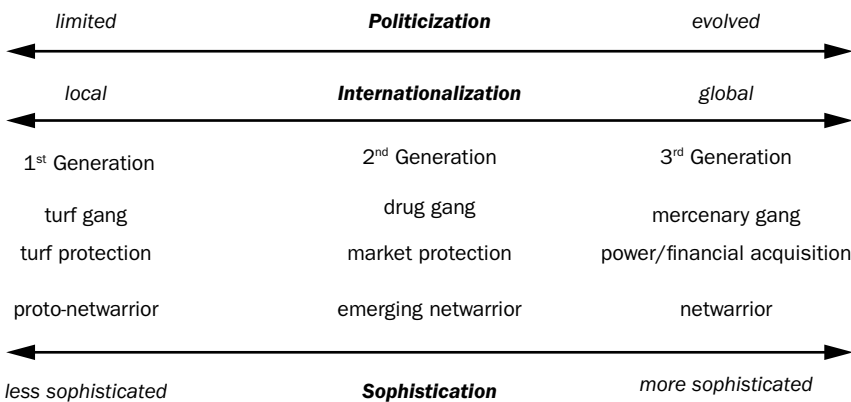 limited Politicization evolved
local Internationalization global
1st Generation 2nd Generation 3rd Generation
turf gang drug gang mercenary gang
turf protection market protection power/financial acquisition
proto-netwarrior emerging netwarrior netwarrior
less sophisticated Sophistication more sophisticated